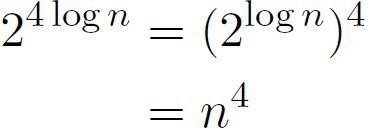 2^{4 log n} = (2^{log n})^4
= n^4